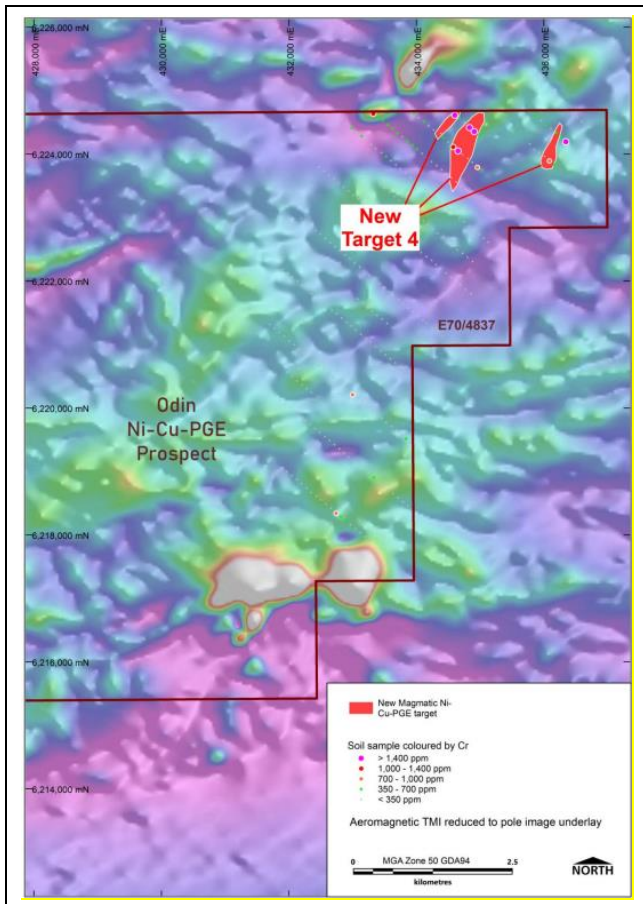 6,226,000 mN
428,000 mE
430,000 mE
432,000 mE
434,000 mE
436,000 mE
6,224,000 mN
New
Target 4
6,222,000 mN
E70/4837
6,220,000 mN
Odin
Ni-Cu-PGE
Prospect
6,218,000 mN
6,216,000 mN
6,214,000 mN
New Magmatic Ni-
Cu-PGE target
Soil sample coloured by Cr
> 1,400 ppm
1,000 - 1,400 ppm
700 - 1,000 ppm
350 - 700 ppm
< 350 ppm
Aeromagnetic TMI reduced to pole image underlay
MGA Zone 50 GDA94
0 2.5
kilometres
NORTH